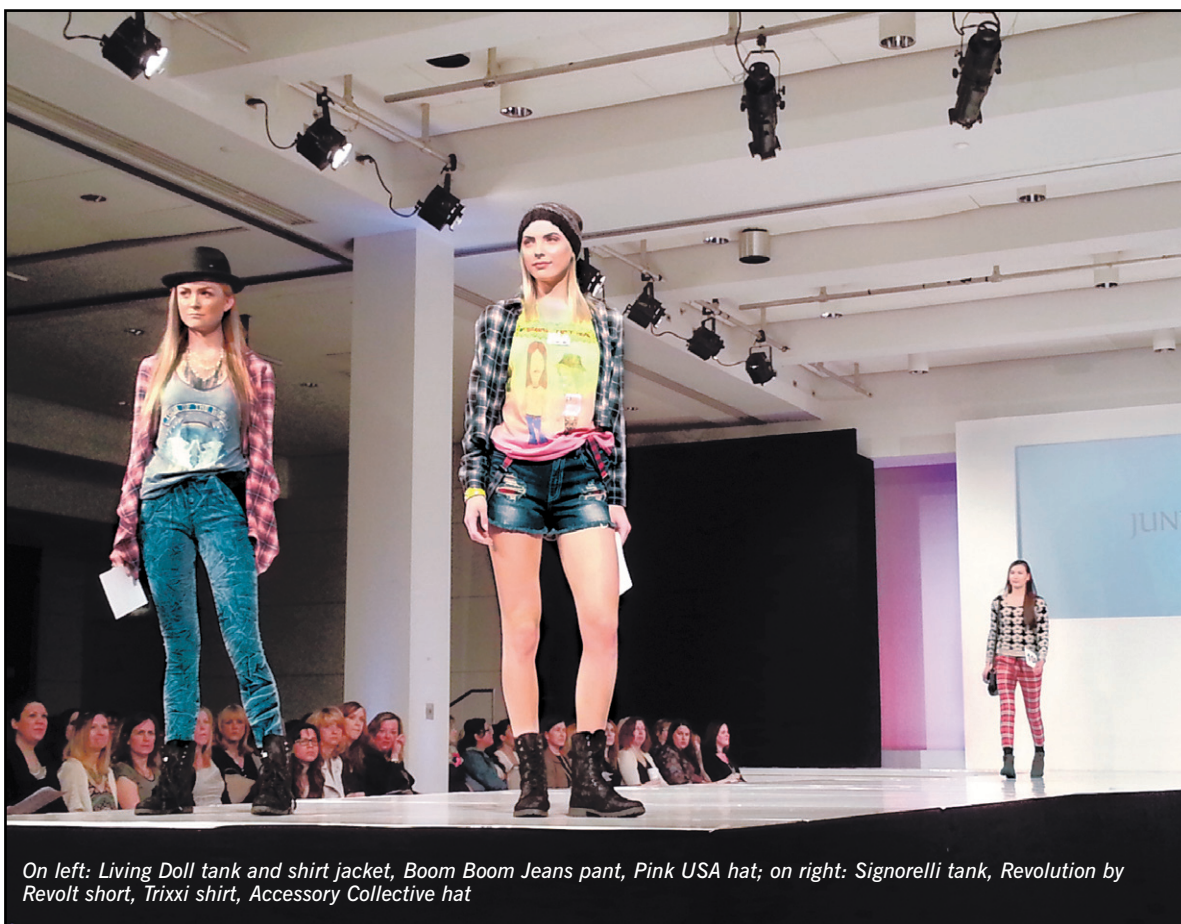 JUN
On left: Living Doll tank and shirt jacket, Boom Boom Jeans pant, Pink USA hat; on right: Signorelli tank, Revolution by
Revolt short, Trixxi shirt, Accessory Collective hat